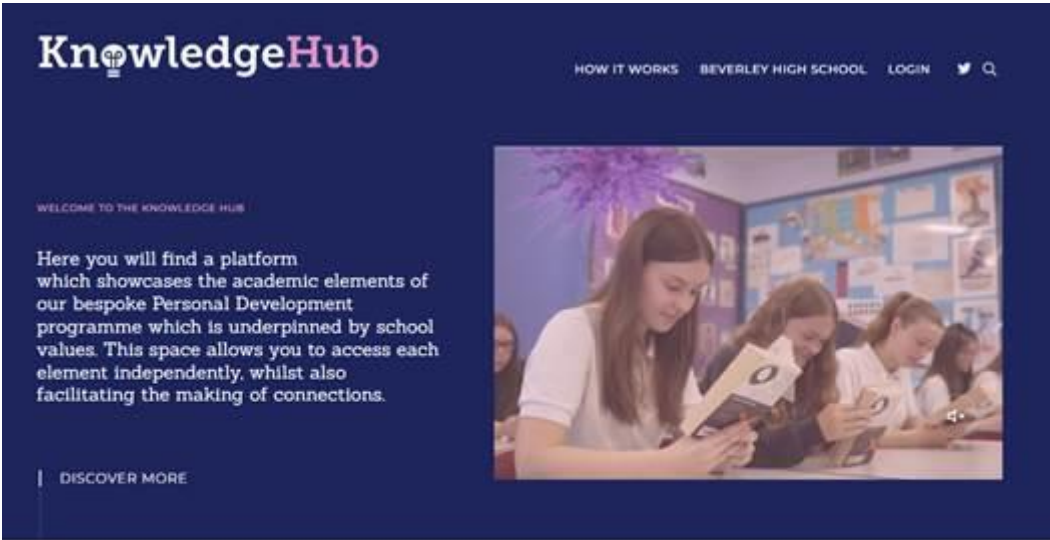 KnowledgeHub
HOW IT WORKS BEVERLEY HIGH SCHOOL LOGIN
WELCOME TO THE KNOWLEDGE HUB
Here you will find a platform
which showcases the academic elements of
our bespoke Personal Development
programme which is underpinned by school
values. This space allows you to access each
element independently, whilst also
facilitating the making of connections.
DISCOVER MORE